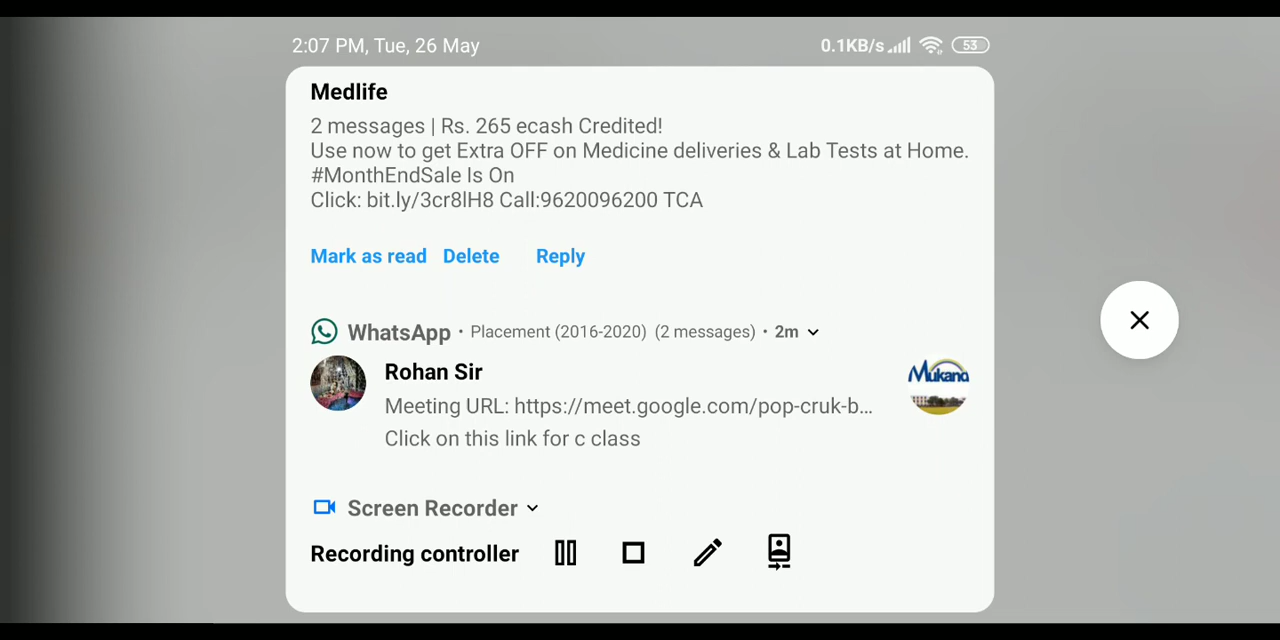 2:07 PM, Tue, 26 May
0.1KB/s
53
Medlife
2 messages | Rs. 265 ecash Credited!
Use now to get Extra OFF on Medicine deliveries & Lab Tests at Home.
#MonthEndSale Is On
Click: bit.ly/3cr8lH8 Call:9620096200 TCA
Mark as read Delete Reply
WhatsApp • Placement (2016-2020) (2 messages) • 2m
Rohan Sir
Meeting URL: https://meet.google.com/pop-cruk-b...
Click on this link for c class
Mukand
Screen Recorder
Recording controller